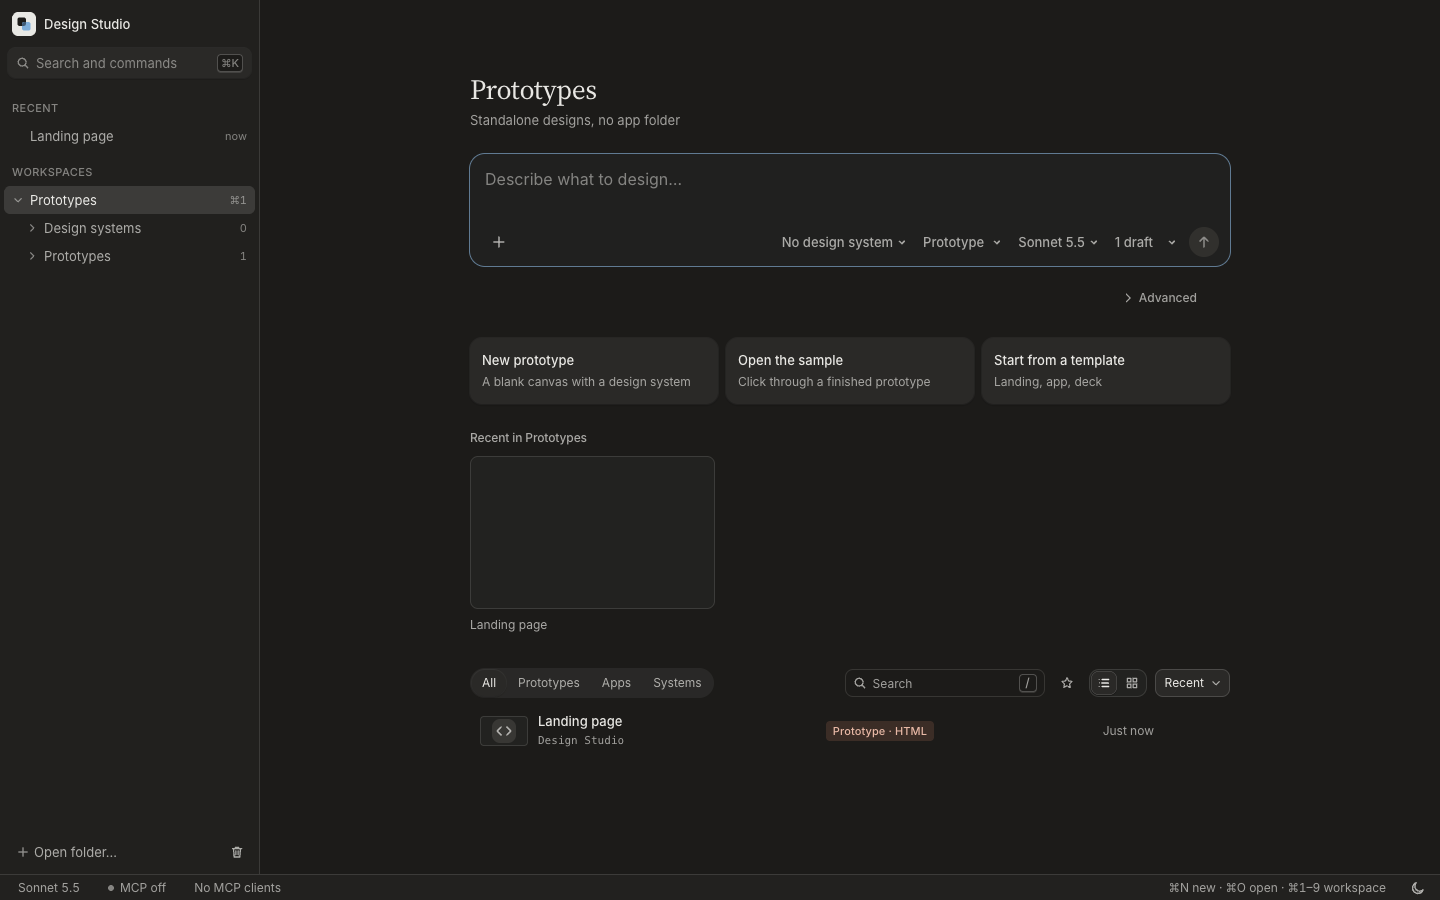 Design Studio
Search and commands ⌘K
RECENT
Landing page now
WORKSPACES
Prototypes ⌘1
Design systems 0
Prototypes 1
Open folder...
Prototypes
Standalone designs, no app folder
Describe what to design...
No design system Prototype Sonnet 5.5 1 draft
Advanced
New prototype
A blank canvas with a design system
Open the sample
Click through a finished prototype
Start from a template
Landing, app, deck
Recent in Prototypes
Landing page
All Prototypes Apps Systems Search / Recent
Landing page
Design Studio
Prototype · HTML
Just now
Sonnet 5.5 MCP off No MCP clients ⌘N new · ⌘O open · ⌘1–9 workspace